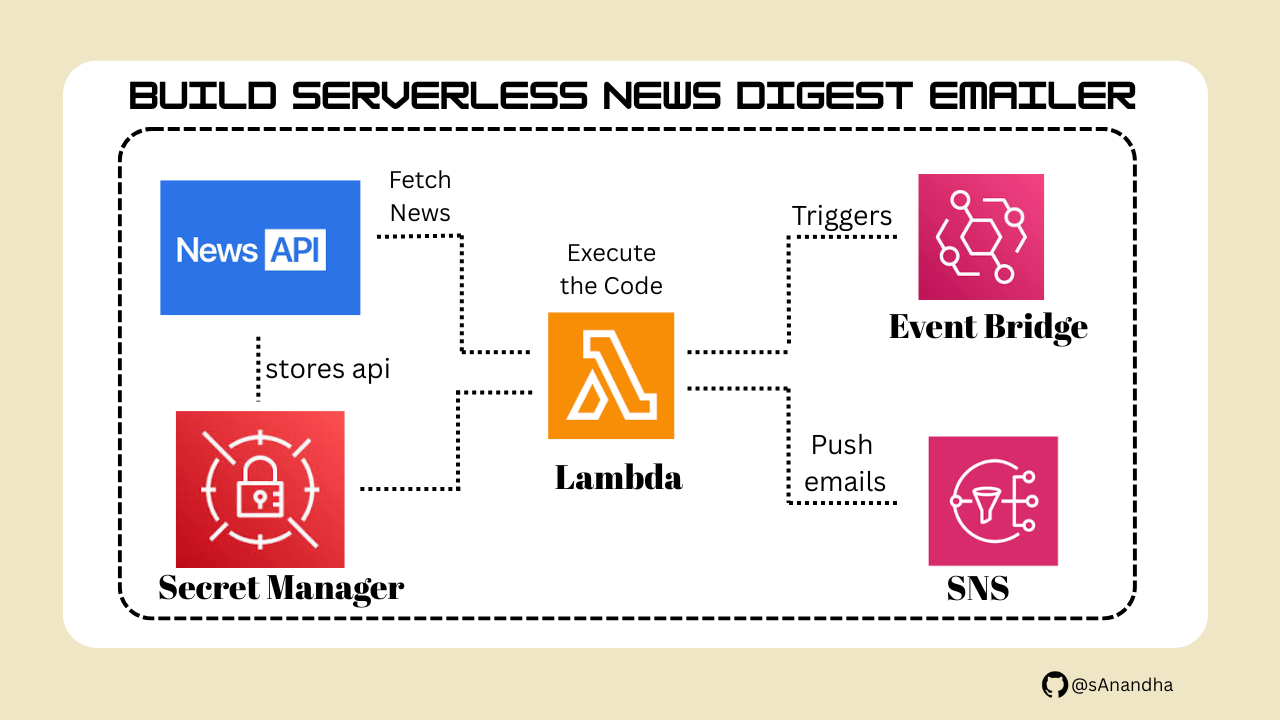 BUILD SERVERLESS NEWS DIGEST EMAILER
Fetch
News
News API
Triggers
Execute
the Code
Event Bridge
stores api
Lambda
Push
emails
Secret Manager
SNS
@sAnandha